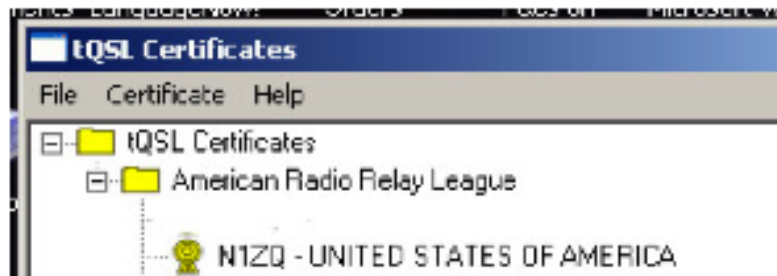 tQSL Certificates
File Certificate Help
tQSL Certificates
American Radio Relay League
N1ZQ - UNITED STATES OF AMERICA